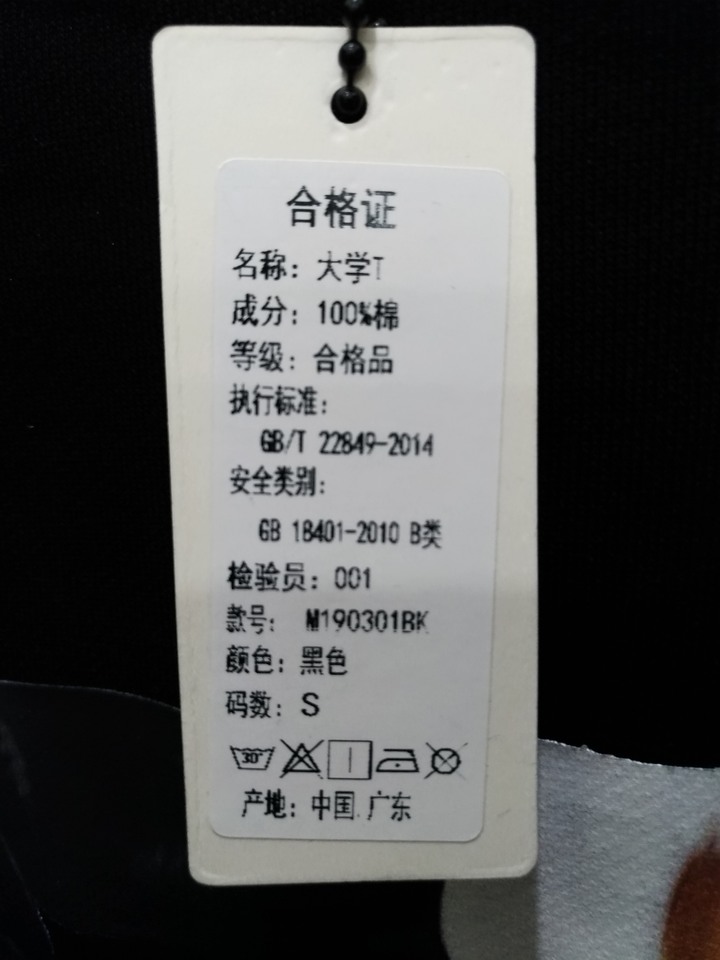 合格证
名称：大学T
成分：100%棉
等级：合格品
执行标准：
GB/T 22849-2014
安全类别：
GB 18401-2010 B类
检验员：001
款号： M190301BK
颜色：黑色
码数：S
30°
产地：中国.广东